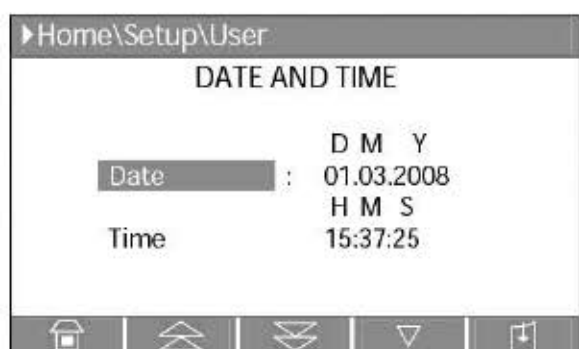 Home\Setup\User
DATE AND TIME
D M Y
Date : 01.03.2008
H M S
Time 15:37:25